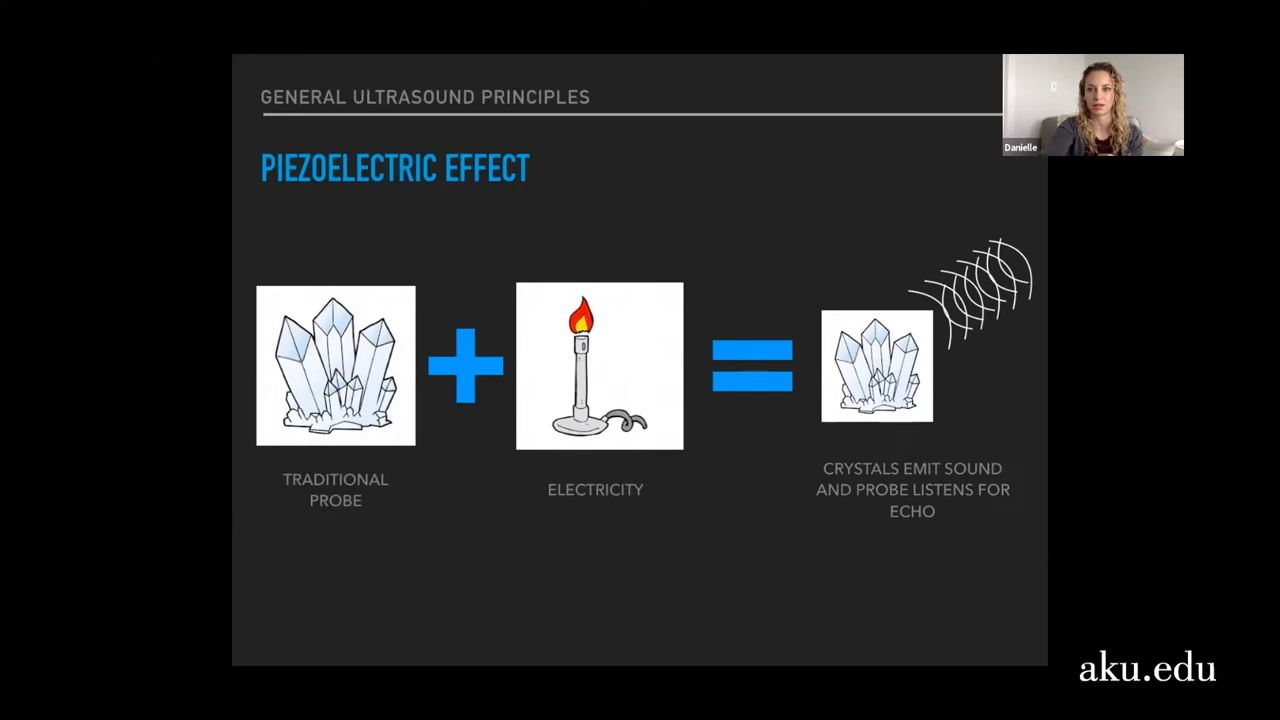 GENERAL ULTRASOUND PRINCIPLES
Danielle
PIEZOELECTRIC EFFECT
TRADITIONAL
PROBE
ELECTRICITY
CRYSTALS EMIT SOUND
AND PROBE LISTENS FOR
ECHO
aku.edu